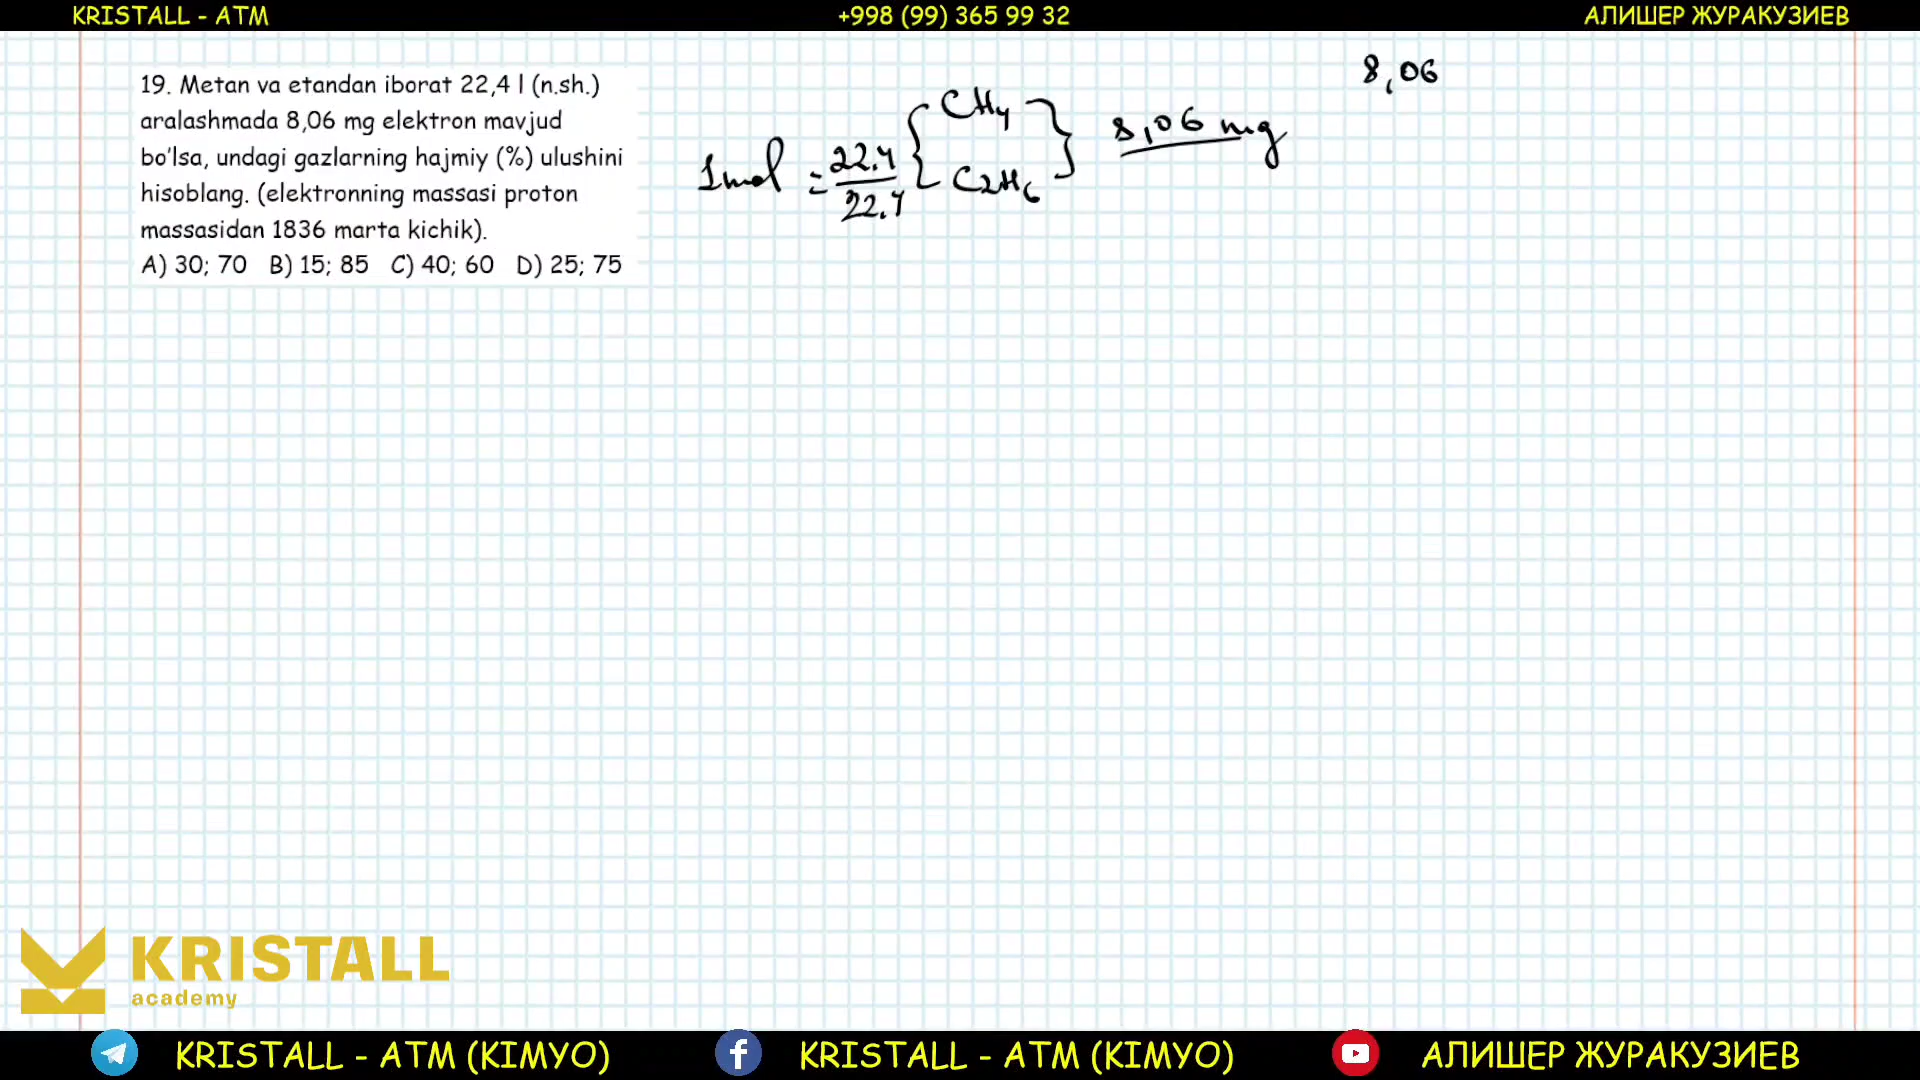 KRISTALL - ATM
+998 (99) 365 99 32
АЛИШЕР ЖУРАКУЗИЕВ
19. Metan va etandan iborat 22,4 l (n.sh.)
aralashmada 8,06 mg elektron mavjud
bo'lsa, undagi gazlarning hajmiy (%) ulushini
hisoblang. (elektronning massasi proton
massasidan 1836 marta kichik).
A) 30; 70 B) 15; 85 C) 40; 60 D) 25; 75
1mol = 22.4 / 22.4 { CH4 C2H6 } 8,06 mg
8,06
KRISTALL
academy
KRISTALL - ATM (KIMYO)
KRISTALL - ATM (KIMYO)
АЛИШЕР ЖУРАКУЗИЕВ